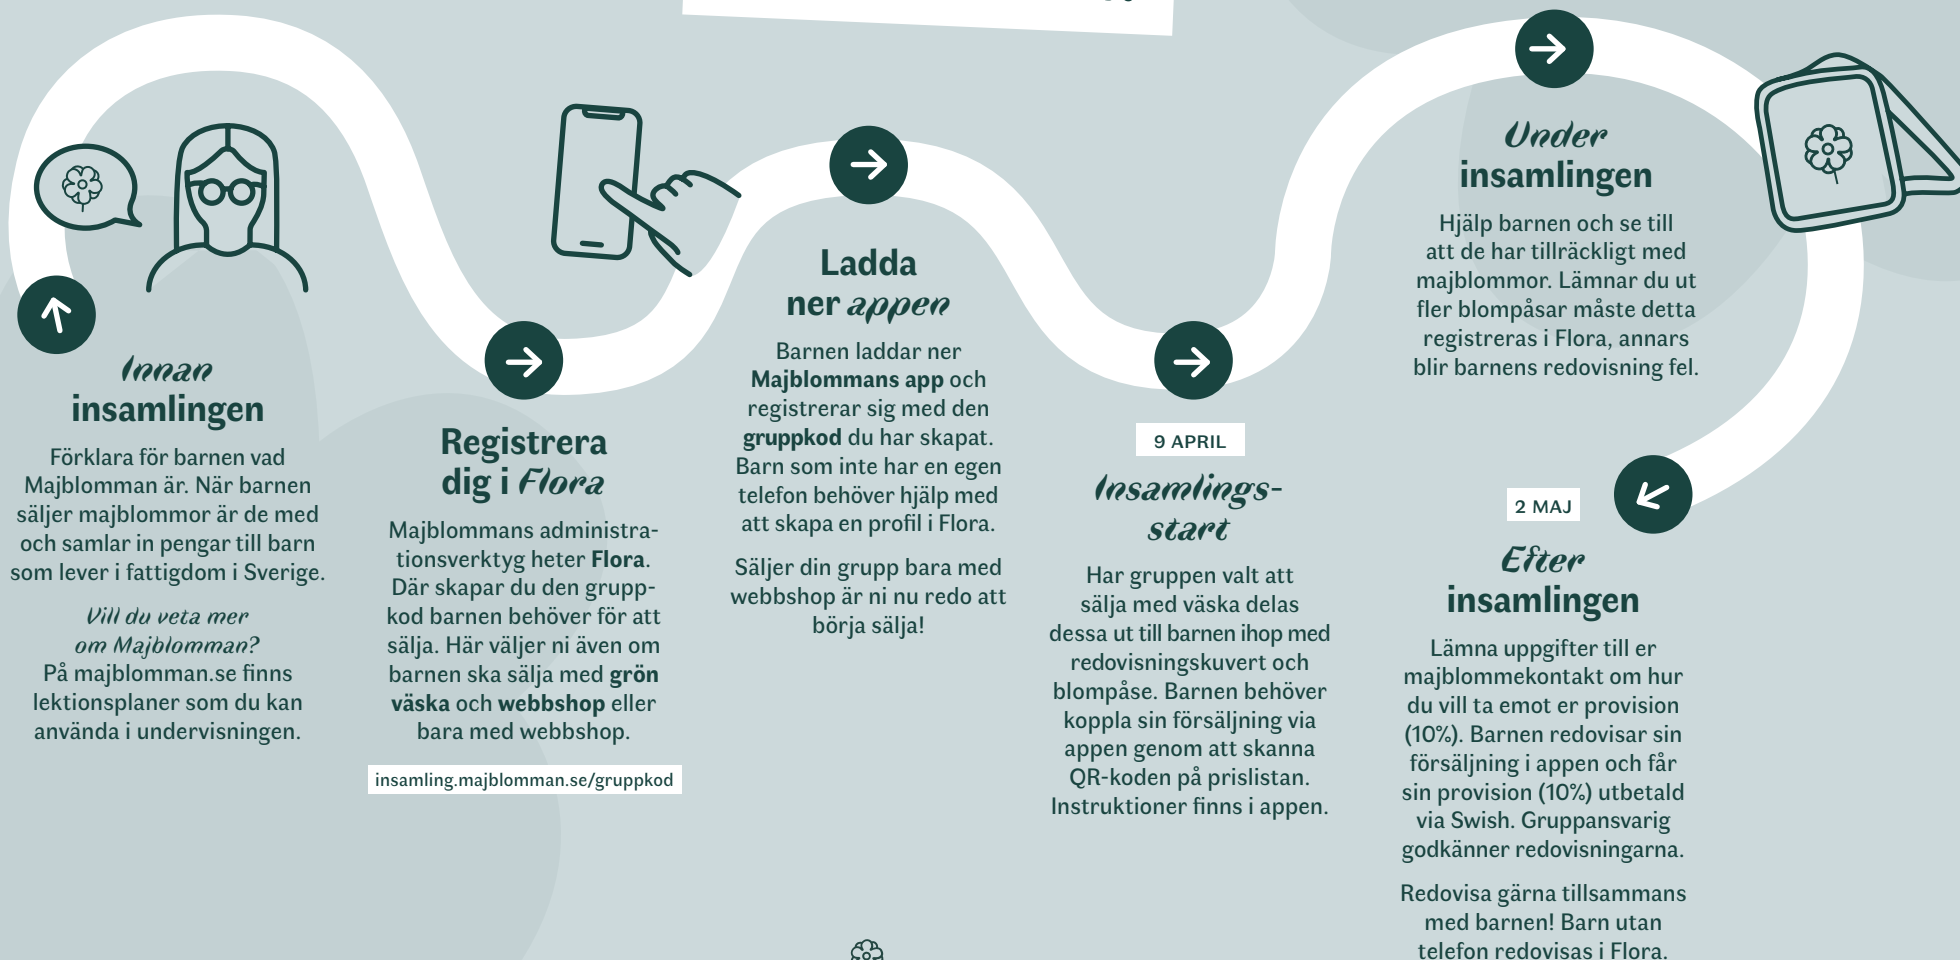 Innan
insamlingen
Förklara för barnen vad
Majblomman är. När barnen
säljer majblommor är de med
och samlar in pengar till barn
som lever i fattigdom i Sverige.
Vill du veta mer
om Majblomman?
På majblomman.se finns
lektionsplaner som du kan
använda i undervisningen.
Registrera
dig i Flora
Majblommans administra-
tionsverktyg heter Flora.
Där skapar du den grupp-
kod barnen behöver för att
sälja. Här väljer ni även om
barnen ska sälja med grön
väska och webbshop eller
bara med webbshop.
insamling.majblomman.se/gruppkod
Ladda
ner appen
Barnen laddar ner
Majblommans app och
registrerar sig med den
gruppkod du har skapat.
Barn som inte har en egen
telefon behöver hjälp med
att skapa en profil i Flora.
Säljer din grupp bara med
webbshop är ni nu redo att
börja sälja!
9 APRIL
Insamlings-
start
Har gruppen valt att
sälja med väska delas
dessa ut till barnen ihop med
redovisningskuvert och
blompåse. Barnen behöver
koppla sin försäljning via
appen genom att skanna
QR-koden på prislistan.
Instruktioner finns i appen.
Under
insamlingen
Hjälp barnen och se till
att de har tillräckligt med
majblommor. Lämnar du ut
fler blompåsar måste detta
registreras i Flora, annars
blir barnens redovisning fel.
2 MAJ
Efter
insamlingen
Lämna uppgifter till er
majblommekontakt om hur
du vill ta emot er provision
(10%). Barnen redovisar sin
försäljning i appen och får
sin provision (10%) utbetald
via Swish. Gruppansvarig
godkänner redovisningarna.
Redovisa gärna tillsammans
med barnen! Barn utan
telefon redovisas i Flora.